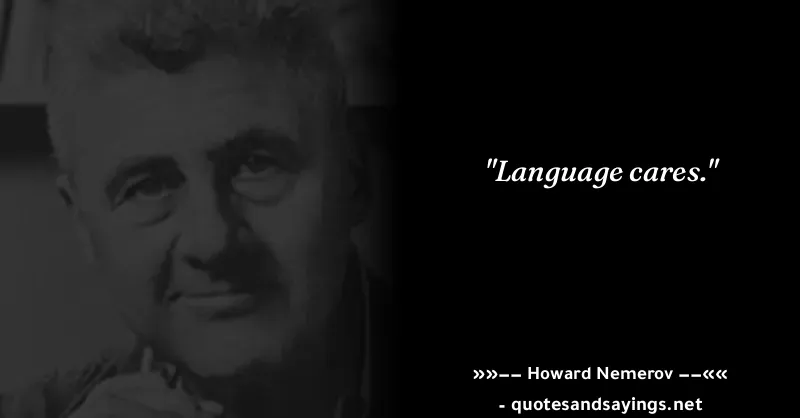 "Language cares."
»»–– Howard Nemerov ––««
- quotesandsayings.net